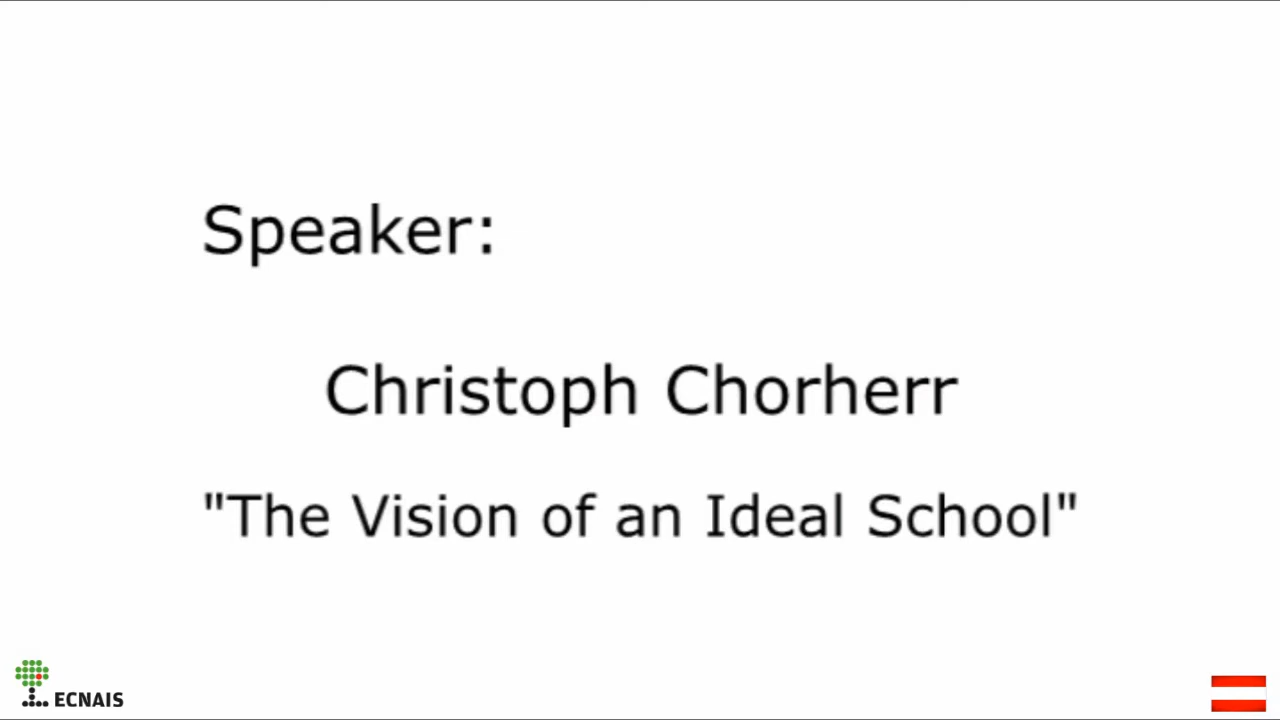 Speaker:
Christoph Chorherr
"The Vision of an Ideal School"
ECNAIS